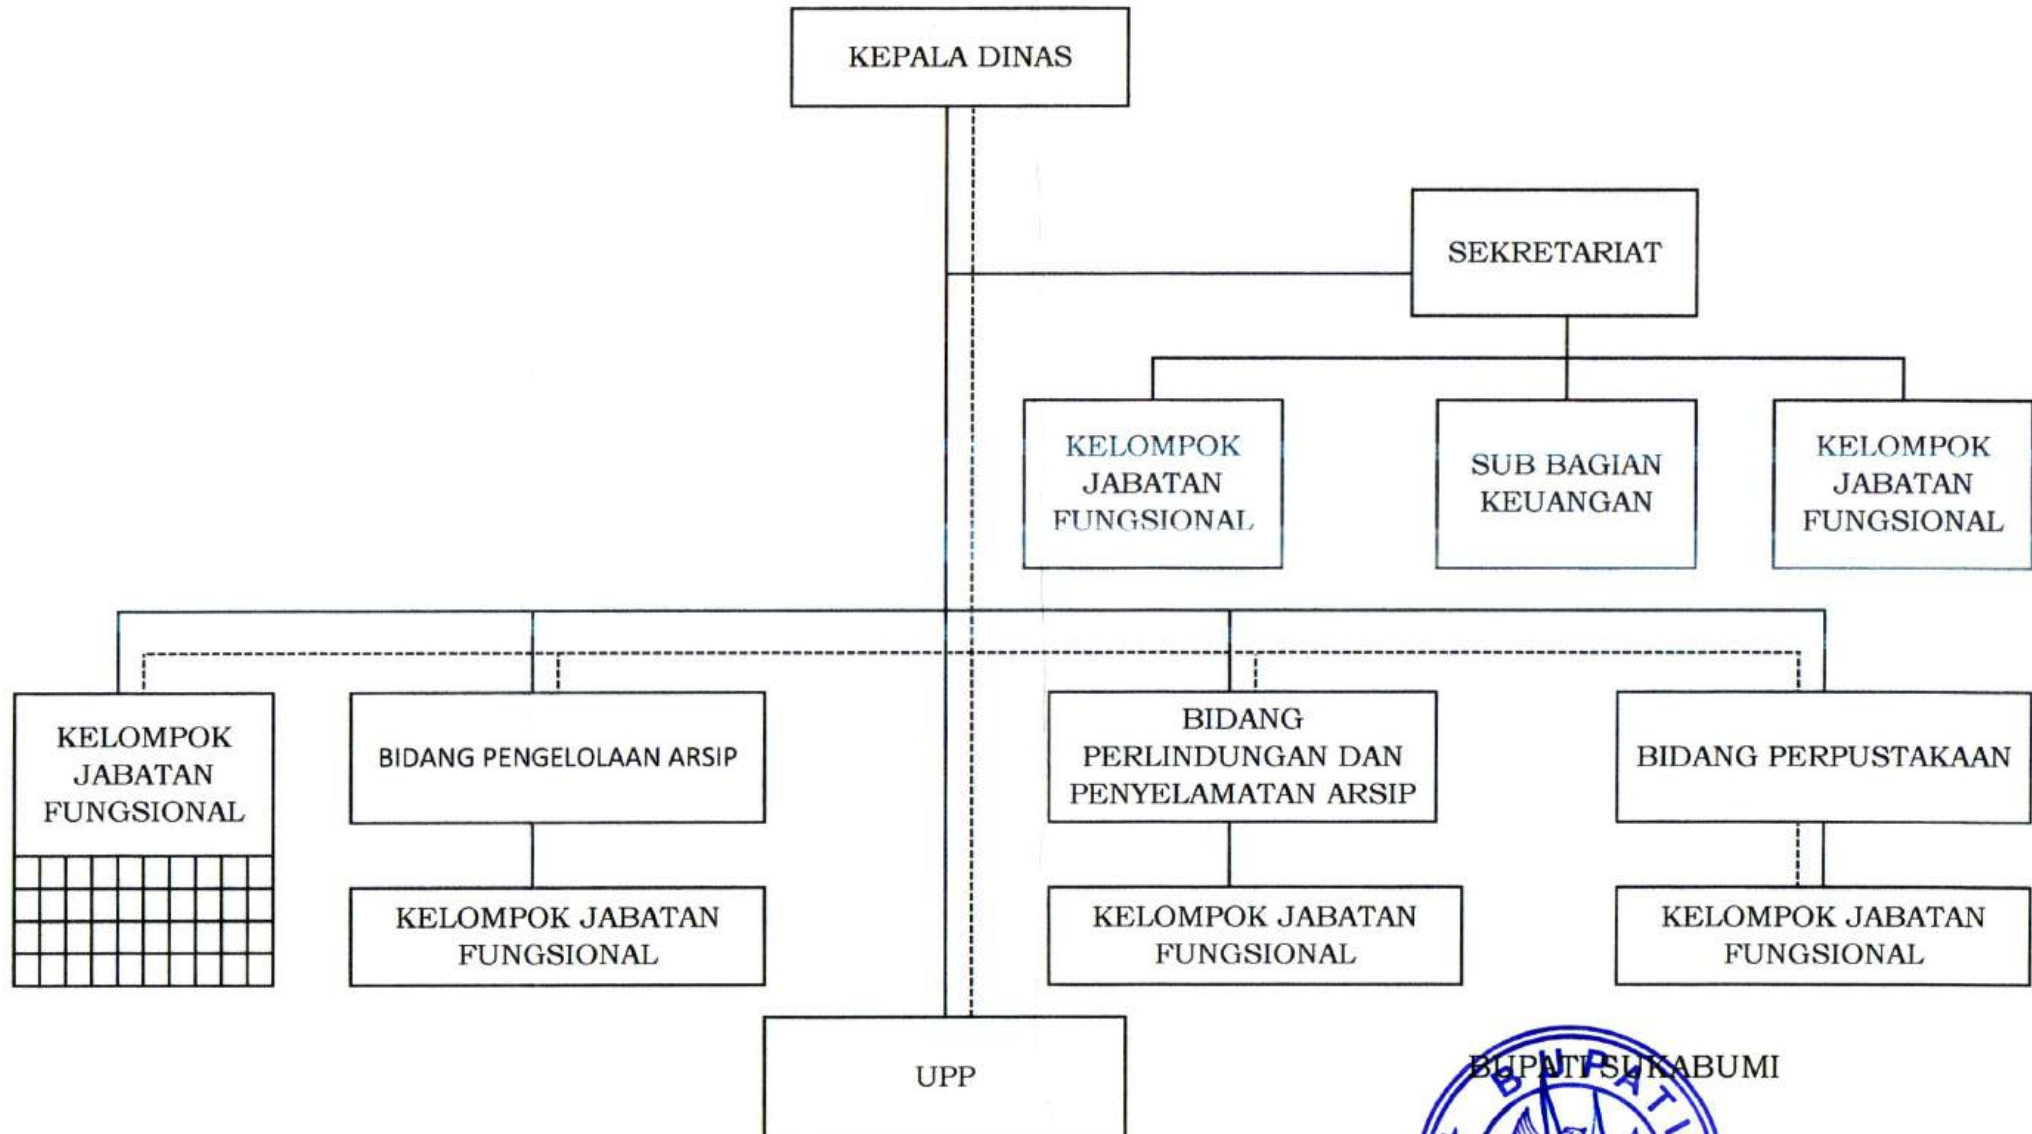 KEPALA DINAS
SEKRETARIAT
KELOMPOK
JABATAN
FUNGSIONAL
SUB BAGIAN
KEUANGAN
KELOMPOK
JABATAN
FUNGSIONAL
KELOMPOK
JABATAN
FUNGSIONAL
BIDANG PENGELOLAAN ARSIP
BIDANG
PERLINDUNGAN DAN
PENYELAMATAN ARSIP
BIDANG PERPUSTAKAAN
KELOMPOK JABATAN
FUNGSIONAL
KELOMPOK JABATAN
FUNGSIONAL
KELOMPOK JABATAN
FUNGSIONAL
UPP
BUPATI SUKABUMI
BUPATI